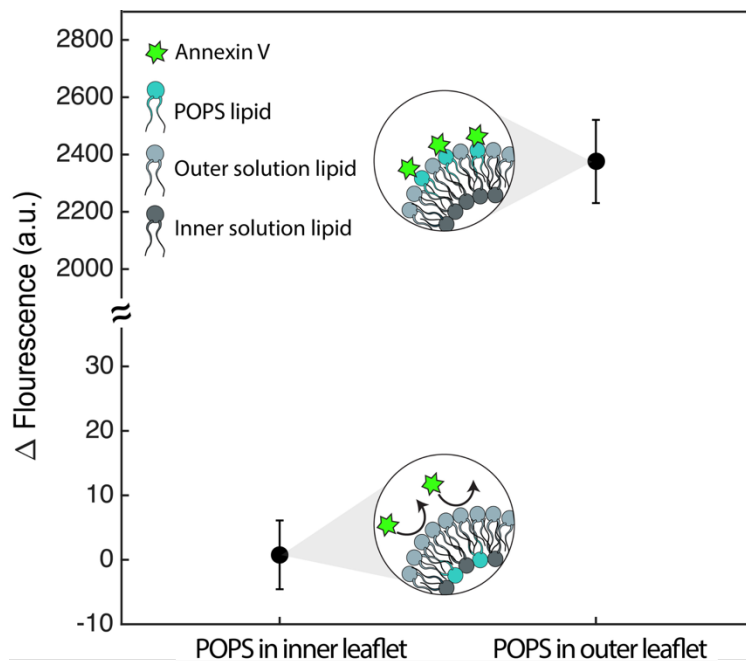 2800
2600
2400
2200
2000
30
20
10
0
-10
Δ Flourescence (a.u.)
Annexin V
POPS lipid
Outer solution lipid
Inner solution lipid
POPS in inner leaflet
POPS in outer leaflet